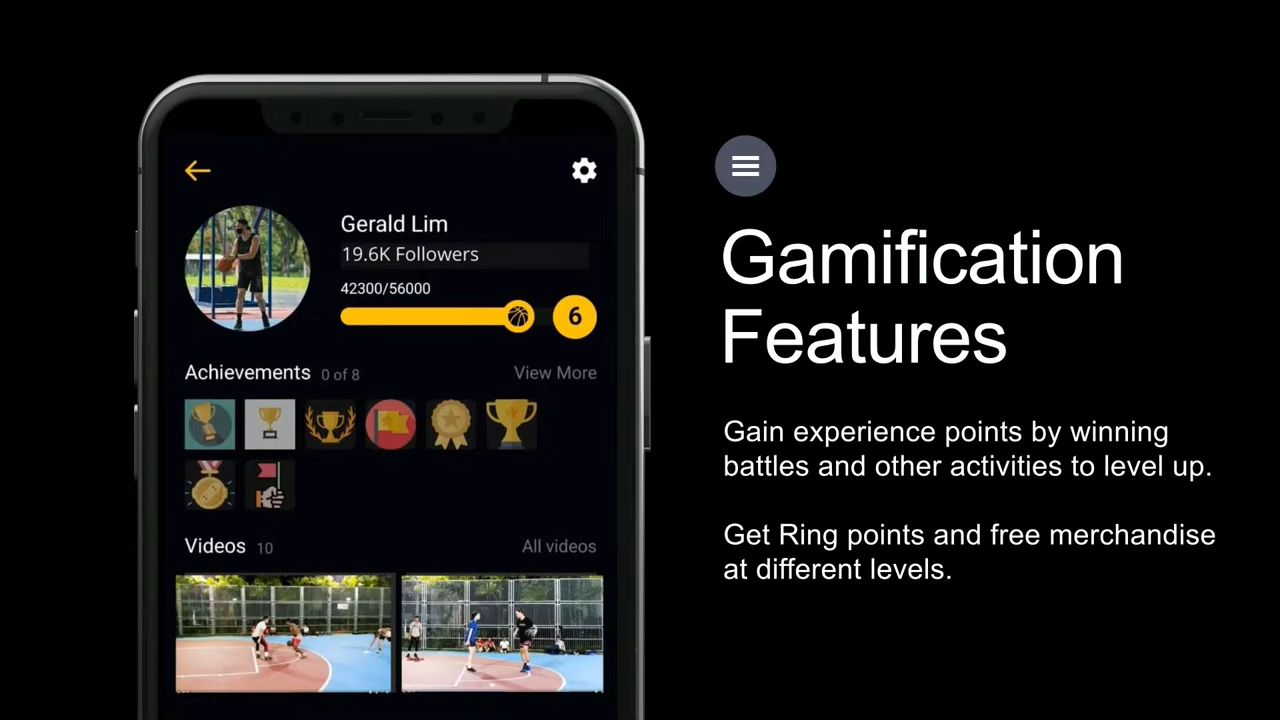 Gerald Lim
19.6K Followers
42300/56000
6
Achievements 0 of 8 View More
Videos 10 All videos
Gamification
Features
Gain experience points by winning
battles and other activities to level up.
Get Ring points and free merchandise
at different levels.